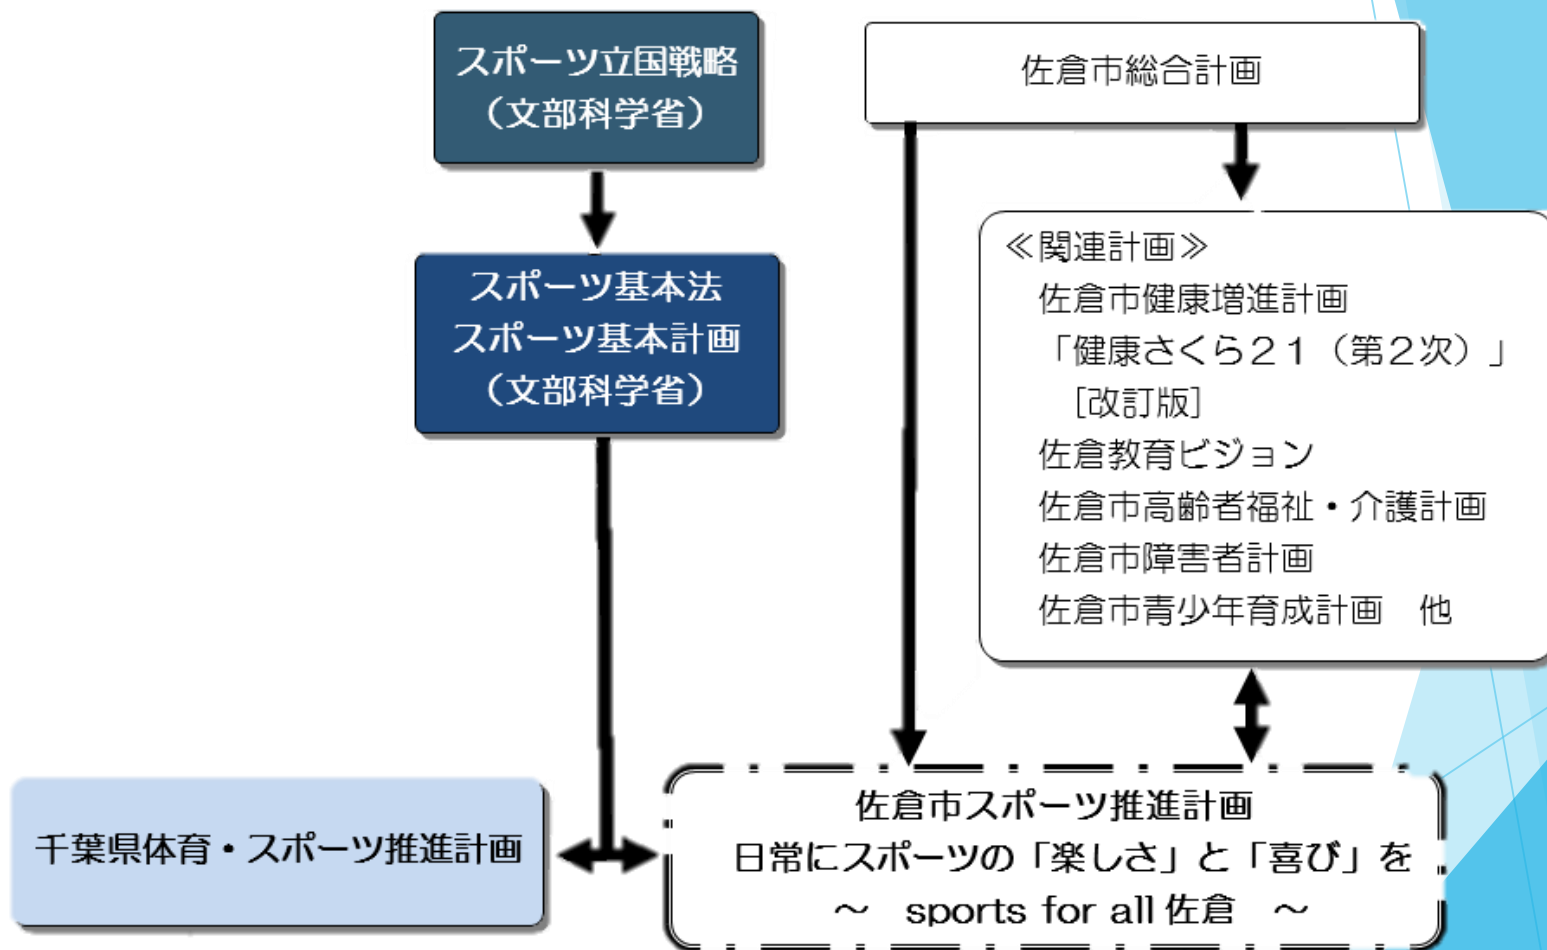 スポーツ立国戦略
（文部科学省）
佐倉市総合計画
スポーツ基本法
スポーツ基本計画
（文部科学省）
≪関連計画≫
佐倉市健康増進計画
「健康さくら２１（第２次）」
［改訂版］
佐倉教育ビジョン
佐倉市高齢者福祉・介護計画
佐倉市障害者計画
佐倉市青少年育成計画　他
千葉県体育・スポーツ推進計画
佐倉市スポーツ推進計画
日常にスポーツの「楽しさ」と「喜び」を
～　sports for all 佐倉　～